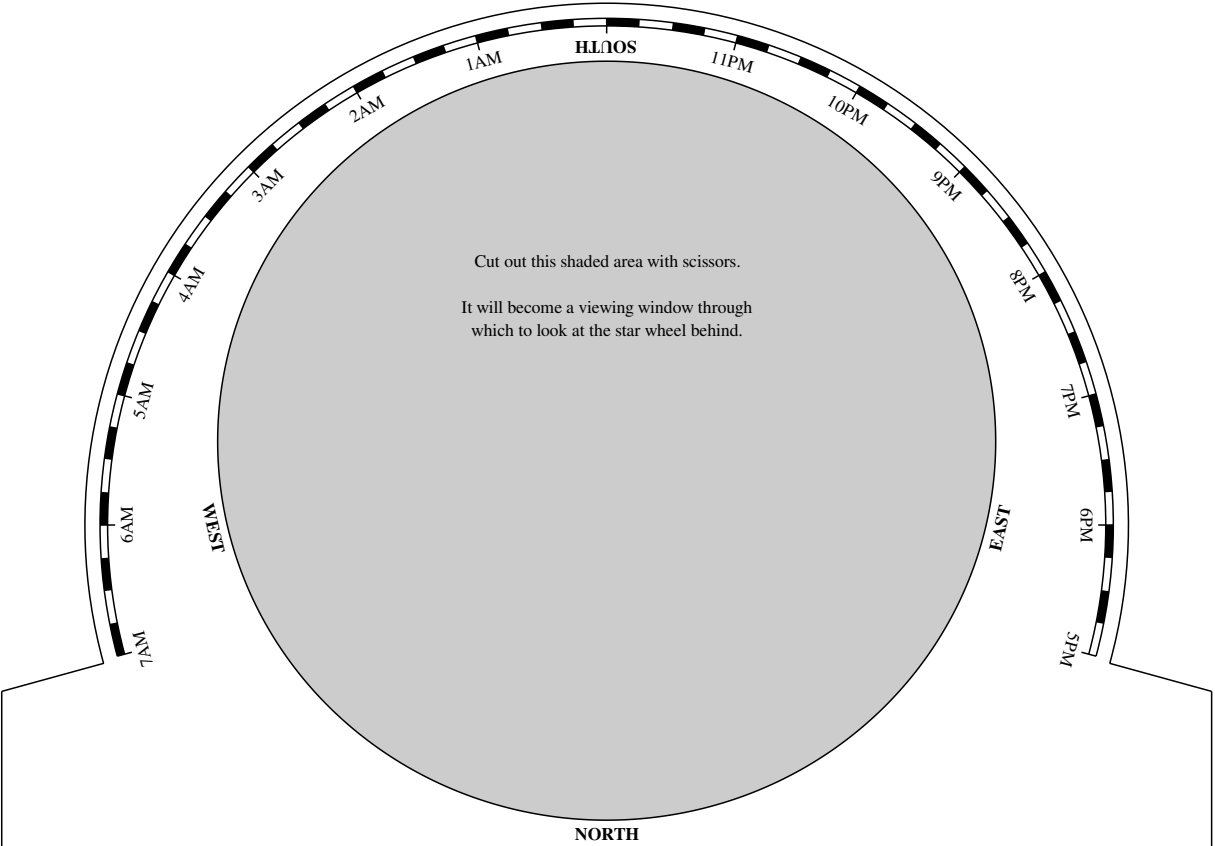 SOUTH
1AM
11PM
2AM
10PM
3AM
9PM
4AM
8PM
Cut out this shaded area with scissors.
It will become a viewing window through
which to look at the star wheel behind.
5AM
7PM
6AM
6PM
WEST
EAST
7AM
5PM
NORTH